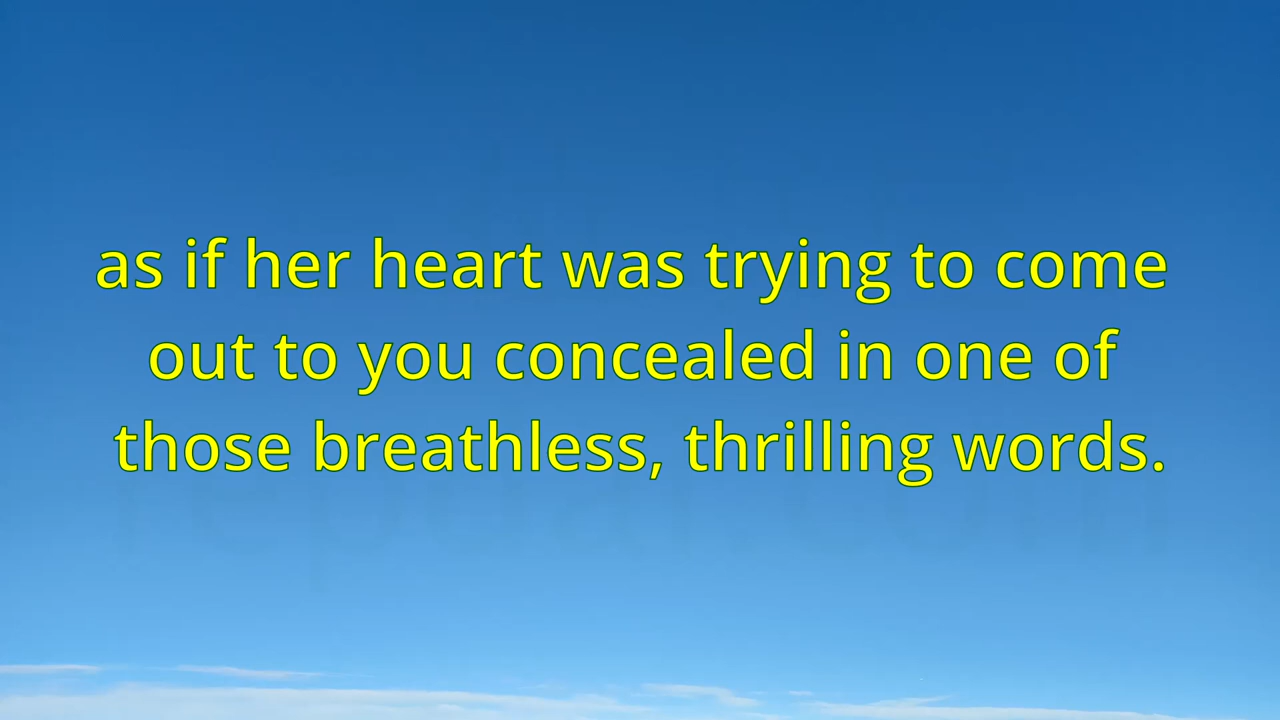 as if her heart was trying to come
out to you concealed in one of
those breathless, thrilling words.